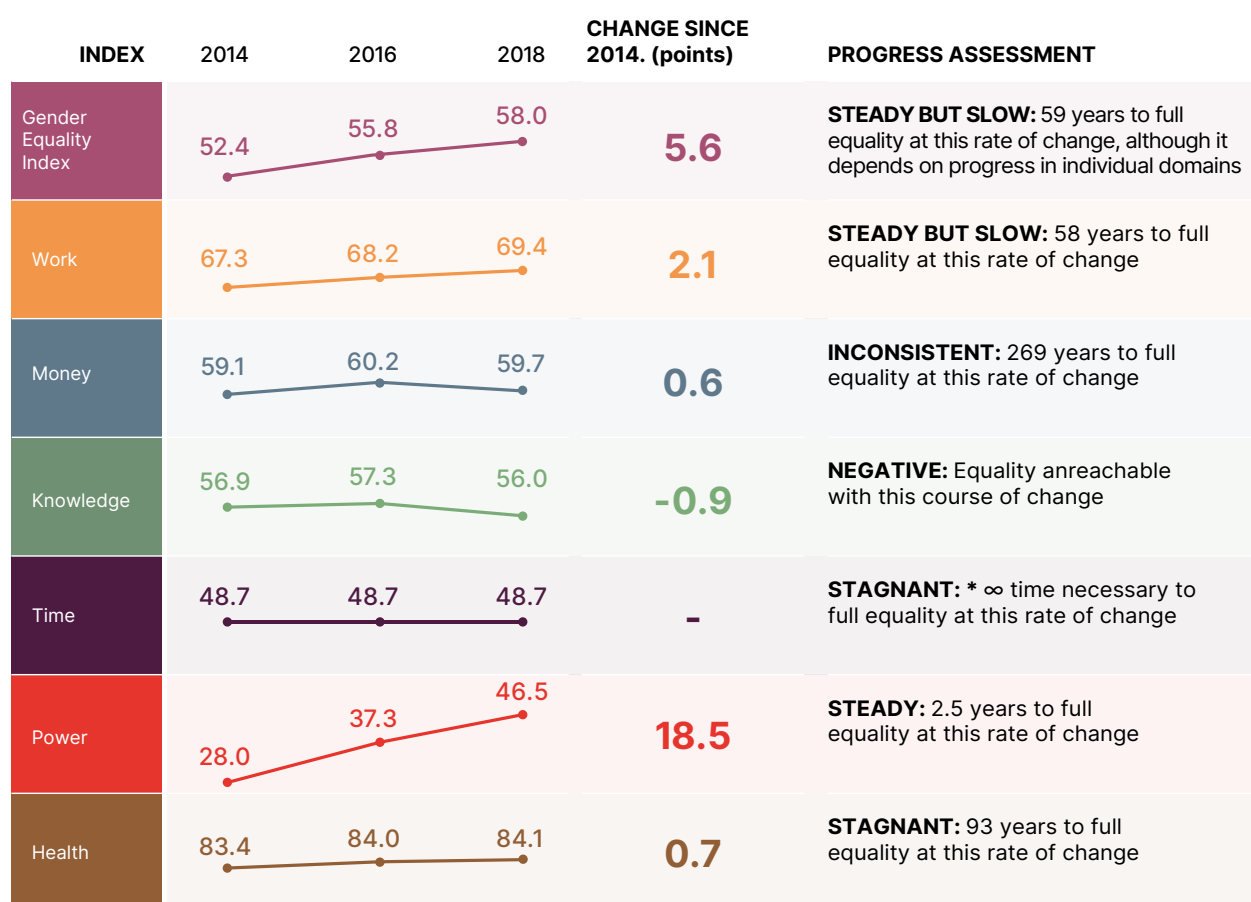 INDEX 2014 2016 2018 CHANGE SINCE
2014. (points) PROGRESS ASSESSMENT
Gender
Equality
Index
52.4 55.8 58.0
5.6
STEADY BUT SLOW: 59 years to full
equality at this rate of change, although it
depends on progress in individual domains
Work
67.3 68.2 69.4
2.1
STEADY BUT SLOW: 58 years to full
equality at this rate of change
Money
59.1 60.2 59.7
0.6
INCONSISTENT: 269 years to full
equality at this rate of change
Knowledge
56.9 57.3 56.0
-0.9
NEGATIVE: Equality anreachable
with this course of change
Time
48.7 48.7 48.7
-
STAGNANT: * ∞ time necessary to
full equality at this rate of change
Power
28.0 37.3 46.5
18.5
STEADY: 2.5 years to full
equality at this rate of change
Health
83.4 84.0 84.1
0.7
STAGNANT: 93 years to full
equality at this rate of change